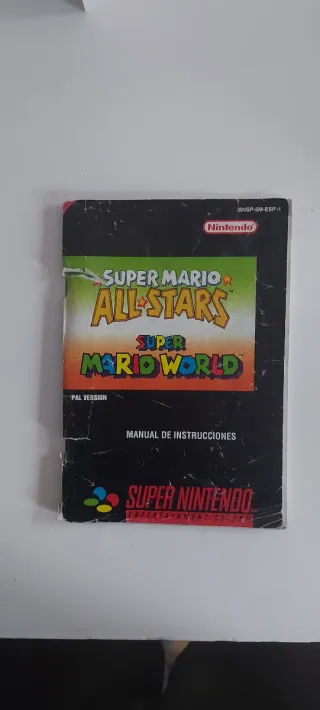 SNSP-5M-ESP-1
Nintendo
SUPER MARIO
ALL★STARS
SUPER
MARIO WORLD
PAL VERSION
MANUAL DE INSTRUCCIONES
SUPER NINTENDO
ENTERTAINMENT SYSTEM